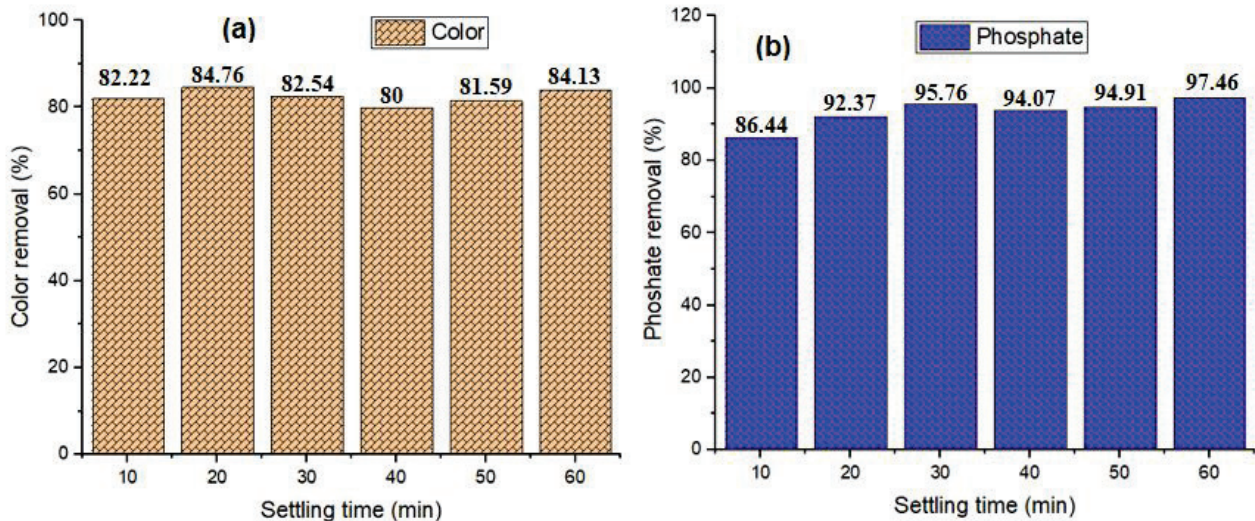 (a)
Color
100
80
60
40
20
0
Color removal (%)
82.22
84.76
82.54
80
81.59
84.13
10 20 30 40 50 60
Settling time (min)
(b)
Phosphate
120
100
80
60
40
20
0
Phoshate removal (%)
86.44
92.37
95.76
94.07
94.91
97.46
10 20 30 40 50 60
Settling time (min)